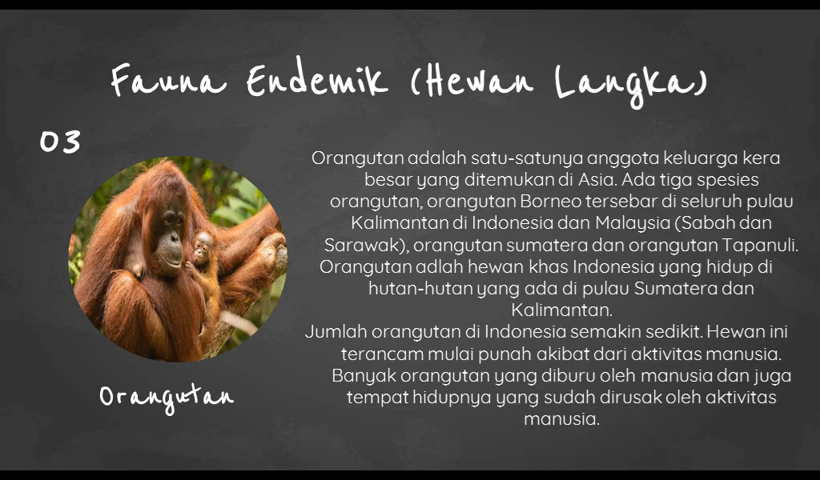 Fauna Endemik (Hewan Langka)
03
Orangutan adalah satu-satunya anggota keluarga kera
besar yang ditemukan di Asia. Ada tiga spesies
orangutan, orangutan Borneo tersebar di seluruh pulau
Kalimantan di Indonesia dan Malaysia (Sabah dan
Sarawak), orangutan sumatera dan orangutan Tapanuli.
Orangutan adlah hewan khas Indonesia yang hidup di
hutan-hutan yang ada di pulau Sumatera dan
Kalimantan.
Jumlah orangutan di Indonesia semakin sedikit. Hewan ini
terancam mulai punah akibat dari aktivitas manusia.
Banyak orangutan yang diburu oleh manusia dan juga
tempat hidupnya yang sudah dirusak oleh aktivitas
manusia.
Orangutan